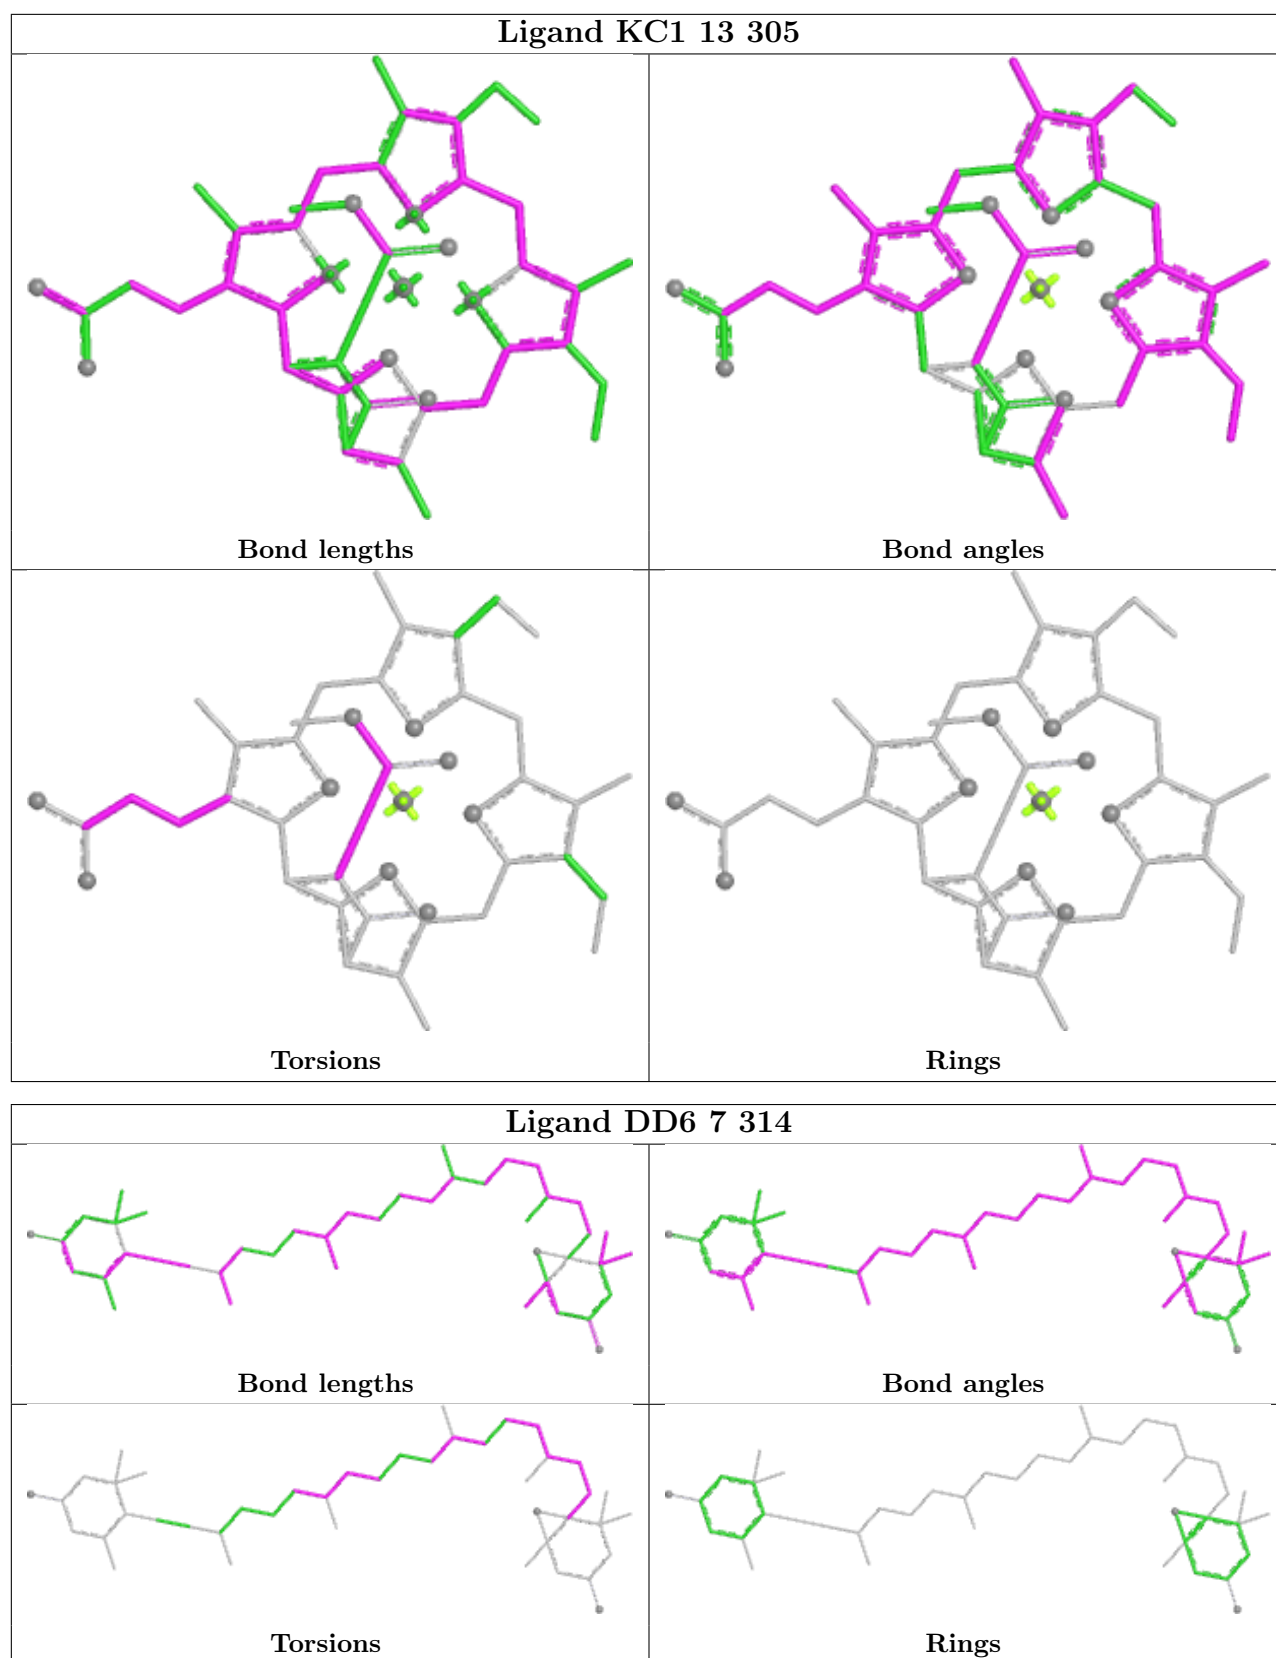 Ligand KC1 13 305
Bond lengths
Bond angles
Torsions
Rings
Ligand DD6 7 314
Bond lengths
Bond angles
Torsions
Rings